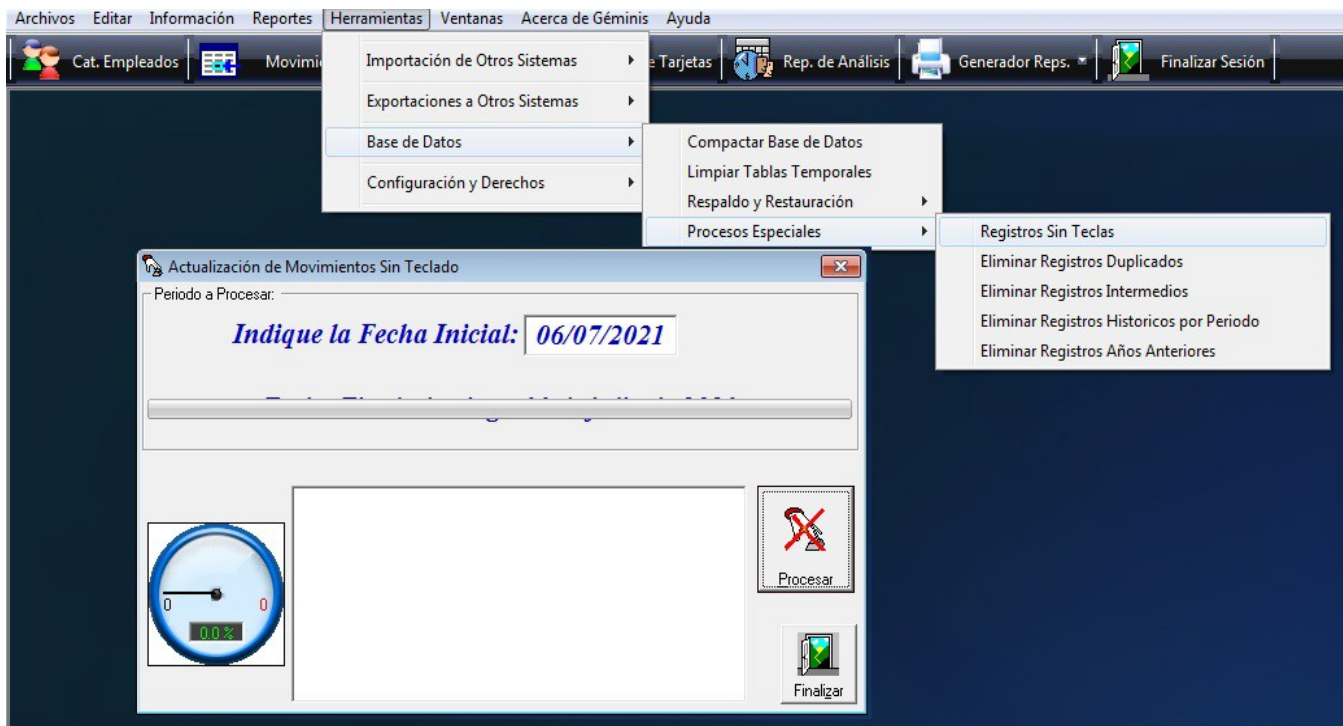 Archivos Editar Información Reportes Herramientas Ventanas Acerca de Géminis Ayuda
Cat. Empleados Movimi e Tarjetas Rep. de Análisis Generador Reps. Finalizar Sesión
Importación de Otros Sistemas
Exportaciones a Otros Sistemas
Base de Datos
Configuración y Derechos
Compactar Base de Datos
Limpiar Tablas Temporales
Respaldo y Restauración
Procesos Especiales
Registros Sin Teclas
Eliminar Registros Duplicados
Eliminar Registros Intermedios
Eliminar Registros Historicos por Periodo
Eliminar Registros Años Anteriores
Actualización de Movimientos Sin Teclado
Periodo a Procesar:
Indique la Fecha Inicial: 06/07/2021
0 0
0.0 %
Procesar
Finalizar